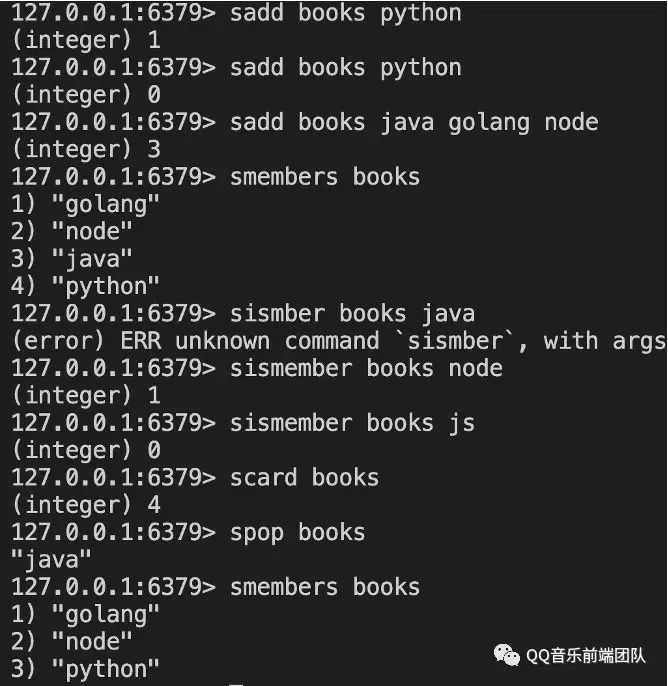 127.0.0.1:6379> sadd books python
(integer) 1
127.0.0.1:6379> sadd books python
(integer) 0
127.0.0.1:6379> sadd books java golang node
(integer) 3
127.0.0.1:6379> smembers books
1) "golang"
2) "node"
3) "java"
4) "python"
127.0.0.1:6379> sismber books java
(error) ERR unknown command `sismber`, with args
127.0.0.1:6379> sismember books node
(integer) 1
127.0.0.1:6379> sismember books js
(integer) 0
127.0.0.1:6379> scard books
(integer) 4
127.0.0.1:6379> spop books
"java"
127.0.0.1:6379> smembers books
1) "golang"
2) "node"
3) "python"
QQ音乐前端团队